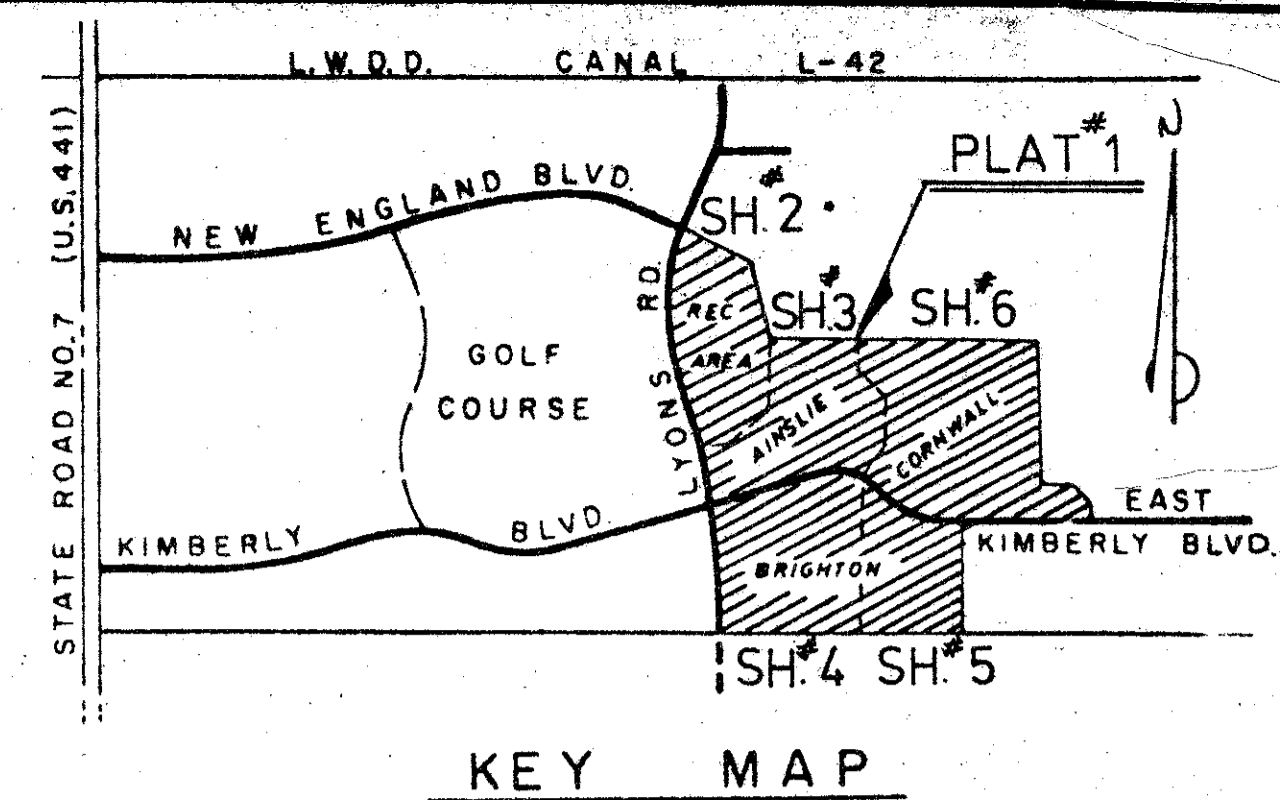 L.W.D.D. CANAL L-42
STATE ROAD NO. 7 (U.S. 441)
NEW ENGLAND BLVD.
PLAT #1
N
SH. #2
LYONS RD.
REC
AREA
SH. #3
SH. #6
GOLF
COURSE
AINSLIE
CORNWALL
KIMBERLY BLVD.
EAST
KIMBERLY BLVD.
BRIGHTON
SH. #4 SH. #5
KEY MAP